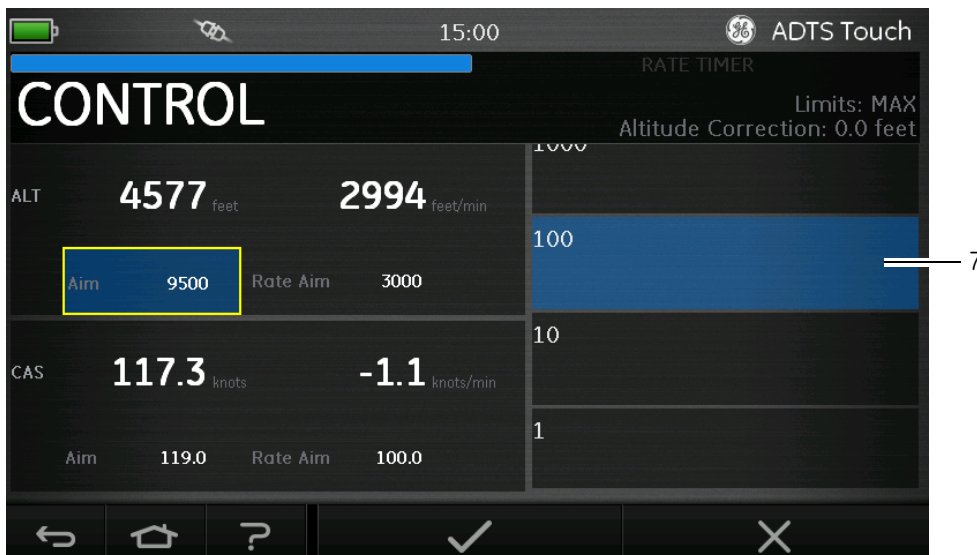 15:00 ADTS Touch
RATE TIMER
CONTROL
Limits: MAX
Altitude Correction: 0.0 feet
ALT 4577 feet 2994 feet/min
Aim 9500 Rate Aim 3000
CAS 117.3 knots -1.1 knots/min
Aim 119.0 Rate Aim 100.0
1000
100
10
1
7
?